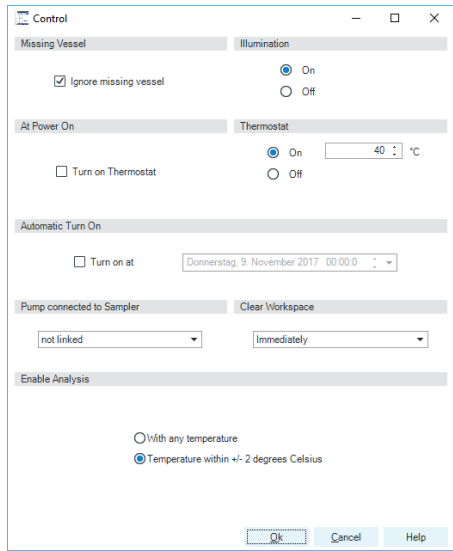 Control
Missing Vessel
Illumination
Ignore missing vessel
On
Off
At Power On
Thermostat
Turn on Thermostat
On
40
°C
Off
Automatic Turn On
Turn on at
Donnerstag, 9. November 2017 00:00:0
Pump connected to Sampler
Clear Workspace
not linked
Immediately
Enable Analysis
With any temperature
Temperature within +/- 2 degrees Celsius
Ok
Cancel
Help